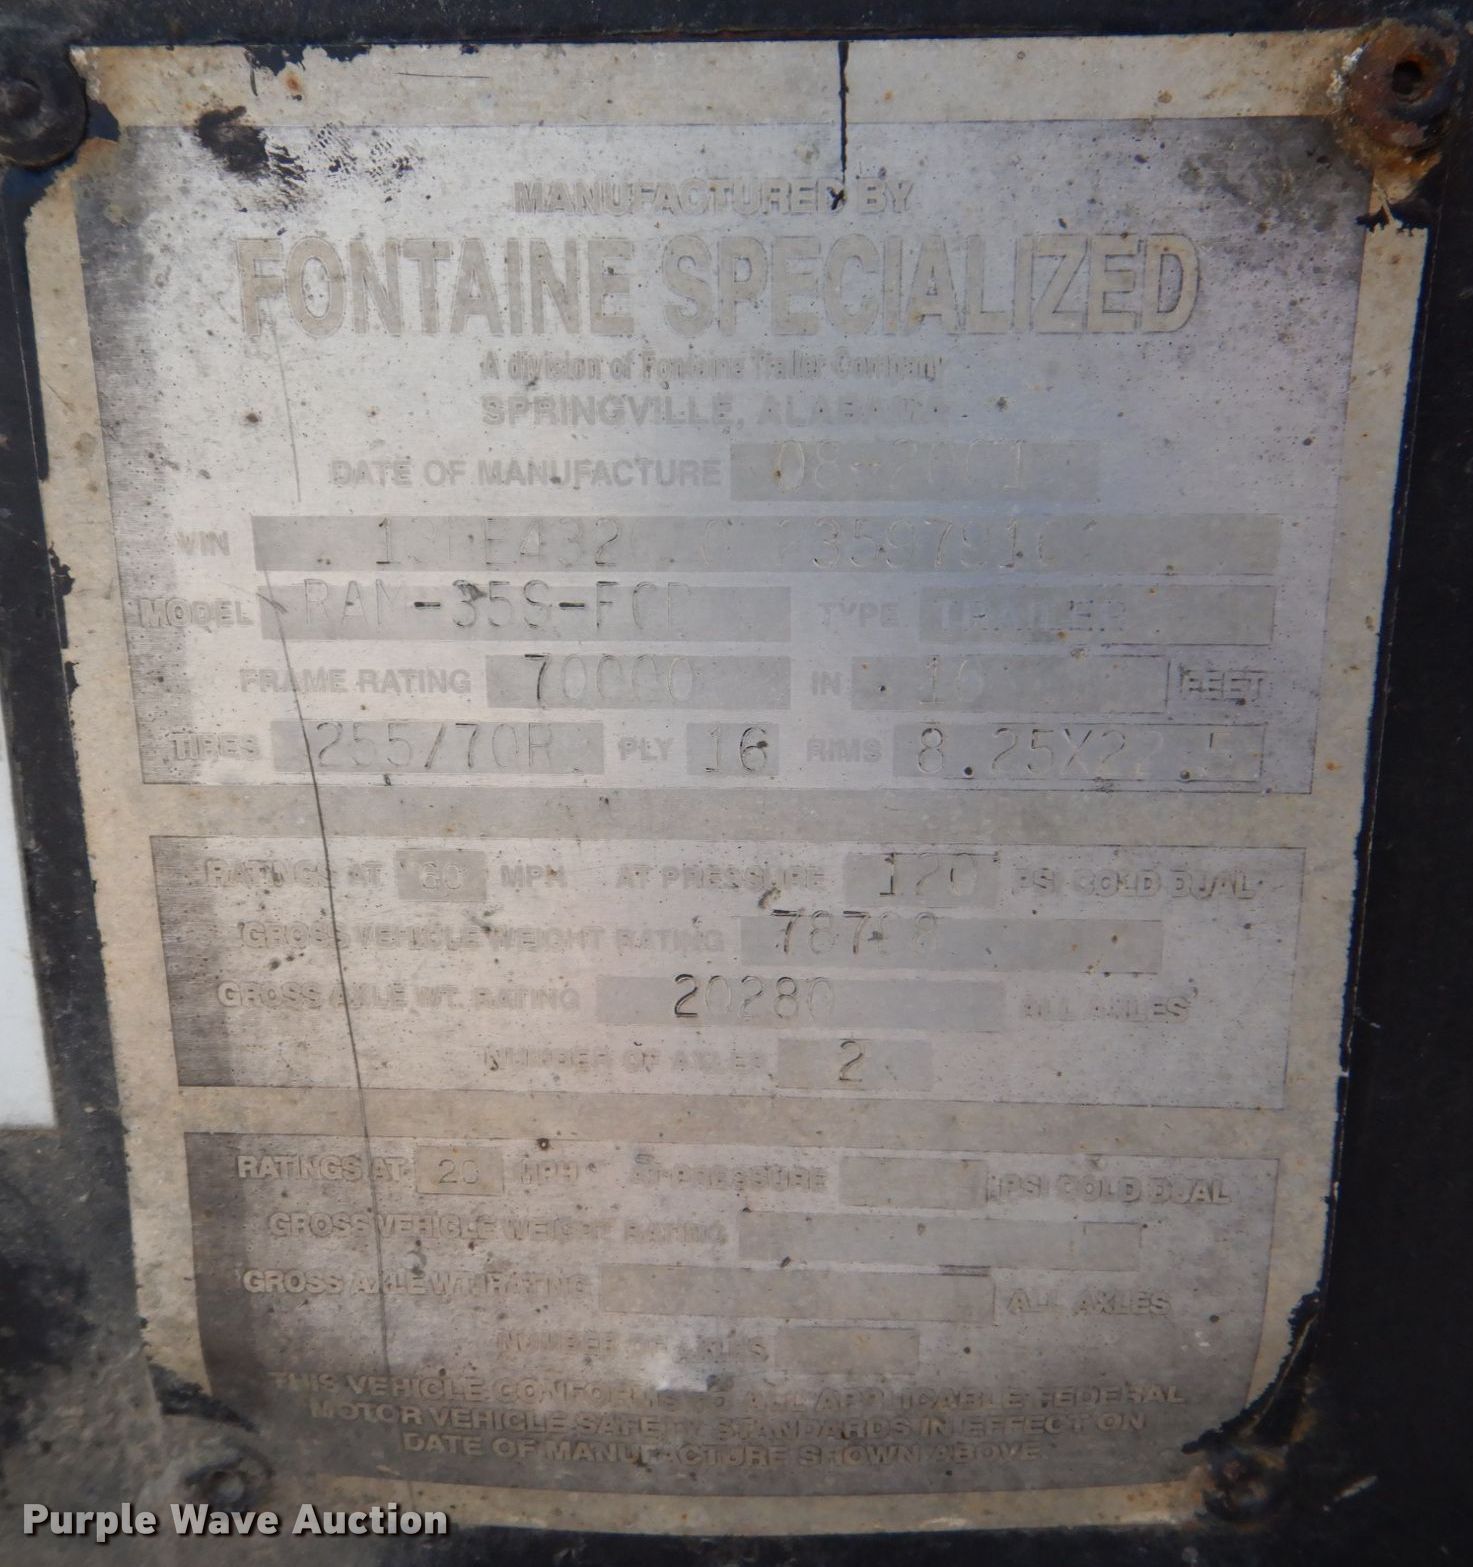 MANUFACTURED BY
FONTAINE SPECIALIZED
A division of Fontaine Trailer Company
SPRINGVILLE, ALABAMA
DATE OF MANUFACTURE 08-2001
VIN
MODEL TYPE TRAILER
FRAME RATING 70000 IN 10 FEET
TIRES 255/70R PLY 16 RIMS 8.25X22.5
RATINGS AT 60 MPH AT PRESSURE 120 PSI COLD DUAL
GROSS VEHICLE WEIGHT RATING
GROSS AXLE WT. RATING 20280 ALL AXLES
NUMBER OF AXLES 2
RATINGS AT 20 MPH AT PRESSURE PSI COLD DUAL
GROSS VEHICLE WEIGHT RATING
GROSS AXLE WT. RATING ALL AXLES
NUMBER OF AXLES
THIS VEHICLE CONFORMS TO ALL APPLICABLE FEDERAL
MOTOR VEHICLE SAFETY STANDARDS IN EFFECT ON
DATE OF MANUFACTURE SHOWN ABOVE
Purple Wave Auction